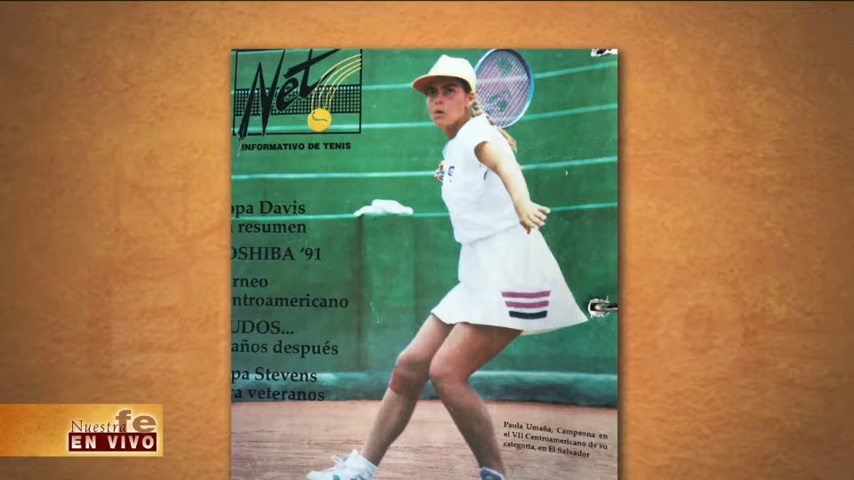 Net
INFORMATIVO DE TENIS
opa Davis
resumen
OSHIBA '91
rneo
ntroamericano
UDOS...
años después
pa Stevens
ra veteranos
Paula Umaña, Campeona en
el VII Centroamericano de su
categoría, en El Salvador
Nuestra fe
EN VIVO